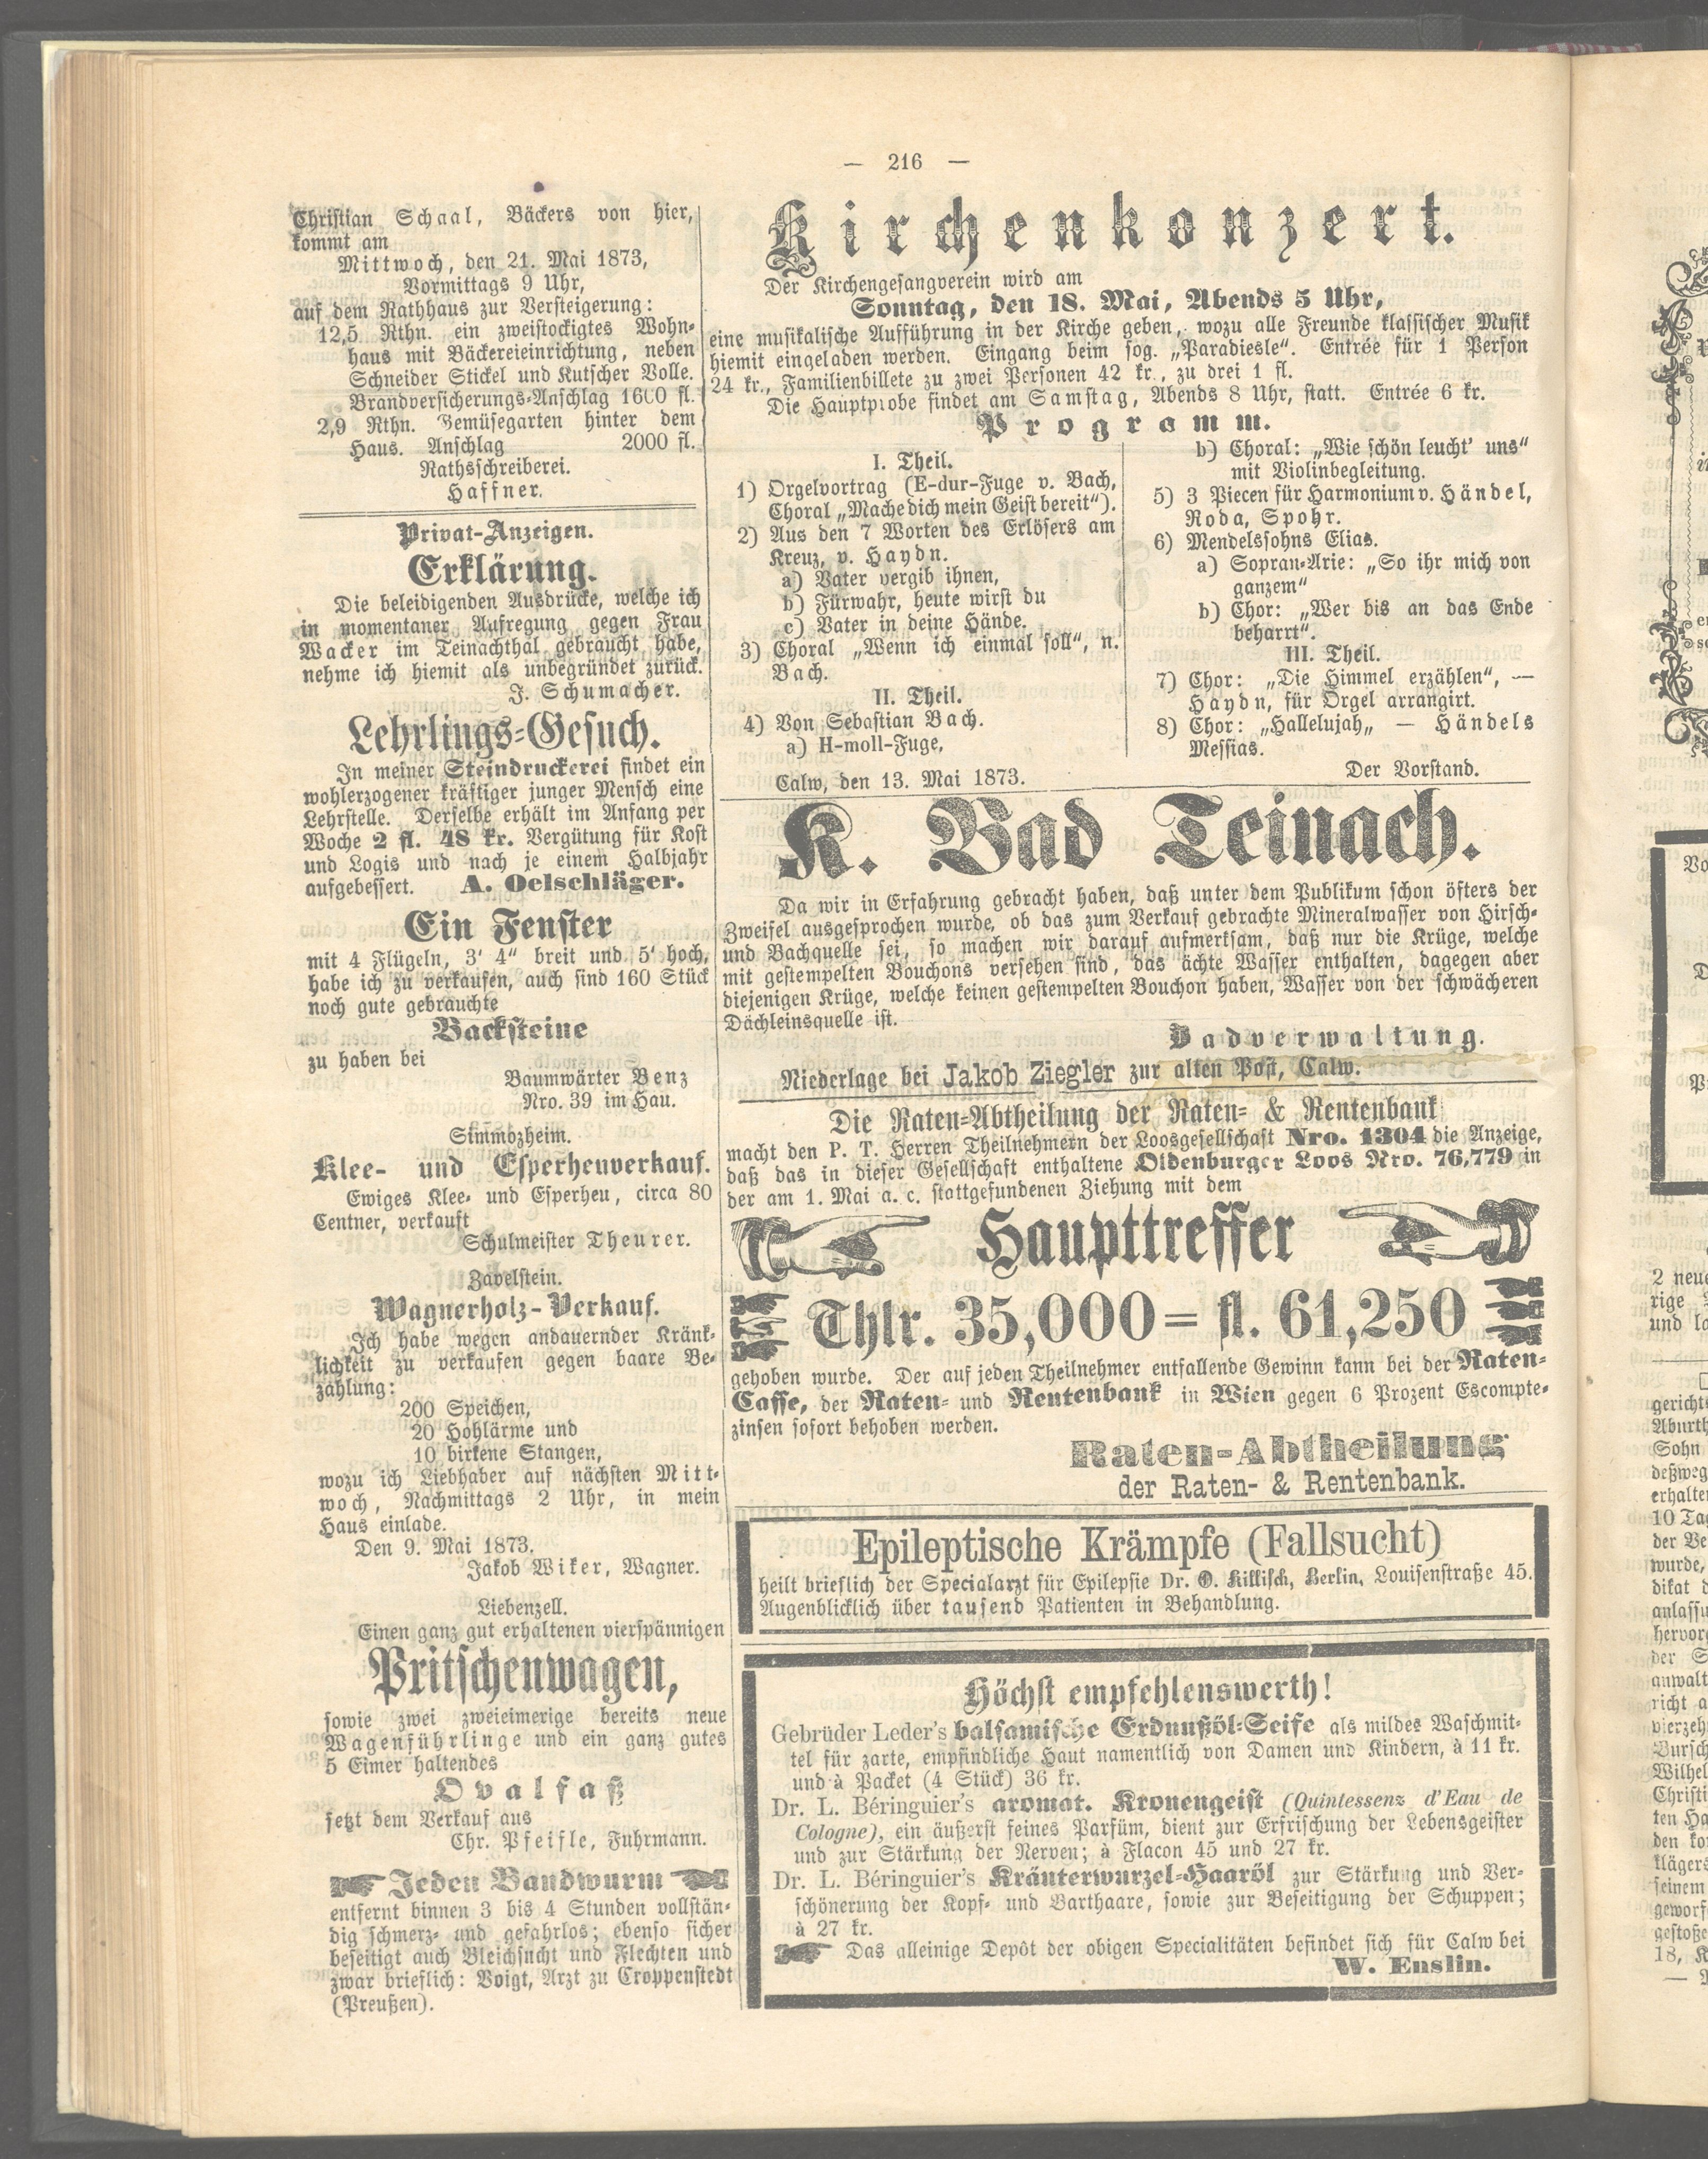 — 216 —
Christian Schaal, Bäckers von hier,
kommt am
Mittwoch, den 21. Mai 1873,
Vormittags 9 Uhr,
auf dem Rathhaus zur Versteigerung:
12,5 Rthn. ein zweistockigtes Wohn-
haus mit Bäckereieinrichtung, neben
Schneider Stickel und Kutscher Volle.
Brandversicherungs-Anschlag 1600 fl.
2,9 Rthn. Gemüsegarten hinter dem
Haus. Anschlag 2000 fl.
Rathsschreiberei.
Haffner.
Privat-Anzeigen.
Erklärung.
Die beleidigenden Ausdrücke, welche ich
in momentaner Aufregung gegen Frau
Wacker im Teinachthal gebraucht habe,
nehme ich hiemit als unbegründet zurück.
J. Schumacher.
Lehrlings-Gesuch.
In meiner Steindruckerei findet ein
wohlerzogener kräftiger junger Mensch eine
Lehrstelle. Derselbe erhält im Anfang per
Woche 2 fl. 48 kr. Vergütung für Kost
und Logis und nach je einem Halbjahr
aufgebessert. A. Oelschläger.
Ein Fenster
mit 4 Flügeln, 3' 4" breit und 5' hoch,
habe ich zu verkaufen, auch sind 160 Stück
noch gute gebrauchte
Backsteine
zu haben bei
Baumwärter Benz
Nro. 39 im Hau.
Simmozheim.
Klee- und Esperheuverkauf.
Ewiges Klee- und Esperheu, circa 80
Centner, verkauft
Schulmeister Theurer.
Zavelstein.
Wagnerholz-Verkauf.
Ich habe wegen andauernder Kränk-
lichkeit zu verkaufen gegen baare Be-
zahlung:
200 Speichen,
20 Hohlärme und
10 birkene Stangen,
wozu ich Liebhaber auf nächsten Mitt-
woch, Nachmittags 2 Uhr, in mein
Haus einlade.
Den 9. Mai 1873.
Jakob Wiker, Wagner.
Liebenzell.
Einen ganz gut erhaltenen vierspännigen
Pritschenwagen,
sowie zwei zweieimerige bereits neue
Wagenführlinge und ein ganz gutes
5 Eimer haltendes
Ovalfaß
setzt dem Verkauf aus
Chr. Pfeifle, Fuhrmann.
Jeden Bandwurm
entfernt binnen 3 bis 4 Stunden vollstän-
dig schmerz- und gefahrlos; ebenso sicher
beseitigt auch Bleichsucht und Flechten und
zwar brieflich: Voigt, Arzt zu Croppenstedt
(Preußen).
Kirchenkonzert.
Der Kirchengesangverein wird am
Sonntag, den 18. Mai, Abends 5 Uhr,
eine musikalische Aufführung in der Kirche geben, wozu alle Freunde klassischer Musik
hiemit eingeladen werden. Eingang beim sog. „Paradiesle“. Entrée für 1 Person
24 kr., Familienbillete zu zwei Personen 42 kr., zu drei 1 fl.
Die Hauptprobe findet am Samstag, Abends 8 Uhr, statt. Entrée 6 kr.
Programm.
I. Theil.
1) Orgelvortrag (E-dur-Fuge v. Bach,
Choral „Mache dich mein Geist bereit“).
2) Aus den 7 Worten des Erlösers am
Kreuz, v. Haydn.
a) Vater vergib ihnen,
b) Fürwahr, heute wirst du
c) Vater in deine Hände.
3) Choral „Wenn ich einmal soll“, n.
Bach.
II. Theil.
4) Von Sebastian Bach.
a) H-moll-Fuge,
b) Choral: „Wie schön leucht' uns“
mit Violinbegleitung.
5) 3 Piecen für Harmonium v. Händel,
Roda, Spohr.
6) Mendelssohns Elias.
a) Sopran-Arie: „So ihr mich von
ganzem“
b) Chor: „Wer bis an das Ende
beharrt“.
III. Theil.
7) Chor: „Die Himmel erzählen“, —
Haydn, für Orgel arrangirt.
8) Chor: „Hallelujah„ — Händels
Messias.
Calw, den 13. Mai 1873.
Der Vorstand.
K. Bad Teinach.
Da wir in Erfahrung gebracht haben, daß unter dem Publikum schon öfters der
Zweifel ausgesprochen wurde, ob das zum Verkauf gebrachte Mineralwasser von Hirsch-
und Bachquelle sei, so machen wir darauf aufmerksam, daß nur die Krüge, welche
mit gestempelten Bouchons versehen sind, das ächte Wasser enthalten, dagegen aber
diejenigen Krüge, welche keinen gestempelten Bouchon haben, Wasser von der schwächeren
Dächleinsquelle ist.
Badverwaltung.
Niederlage bei Jakob Ziegler zur alten Post, Calw.
Die Raten-Abtheilung der Raten- & Rentenbank
macht den P. T. Herren Theilnehmern der Loosgesellschaft Nro. 1304 die Anzeige,
daß das in dieser Gesellschaft enthaltene Oldenburger Loos Nro. 76,779 in
der am 1. Mai a. c. stattgefundenen Ziehung mit dem
Haupttreffer
Thlr. 35,000 = fl. 61,250
gehoben wurde. Der auf jeden Theilnehmer entfallende Gewinn kann bei der Raten-
Casse, der Raten- und Rentenbank in Wien gegen 6 Prozent Escompte-
zinsen sofort behoben werden.
Raten-Abtheilung
der Raten- & Rentenbank.
Epileptische Krämpfe (Fallsucht)
heilt brieflich der Specialarzt für Epilepsie Dr. O. Killisch, Berlin, Louisenstraße 45.
Augenblicklich über tausend Patienten in Behandlung.
Höchst empfehlenswerth!
Gebrüder Leder's balsamische Erdnußöl-Seife als mildes Waschmit-
tel für zarte, empfindliche Haut namentlich von Damen und Kindern, à 11 kr.
und à Packet (4 Stück) 36 kr.
Dr. L. Béringuier's aromat. Kronengeist (Quintessenz d'Eau de
Cologne), ein äußerst feines Parfüm, dient zur Erfrischung der Lebensgeister
und zur Stärkung der Nerven; à Flacon 45 und 27 kr.
Dr. L. Béringuier's Kräuterwurzel-Haaröl zur Stärkung und Ver-
schönerung der Kopf- und Barthaare, sowie zur Beseitigung der Schuppen;
à 27 kr.
Das alleinige Depôt der obigen Specialitäten befindet sich für Calw bei
W. Enslin.